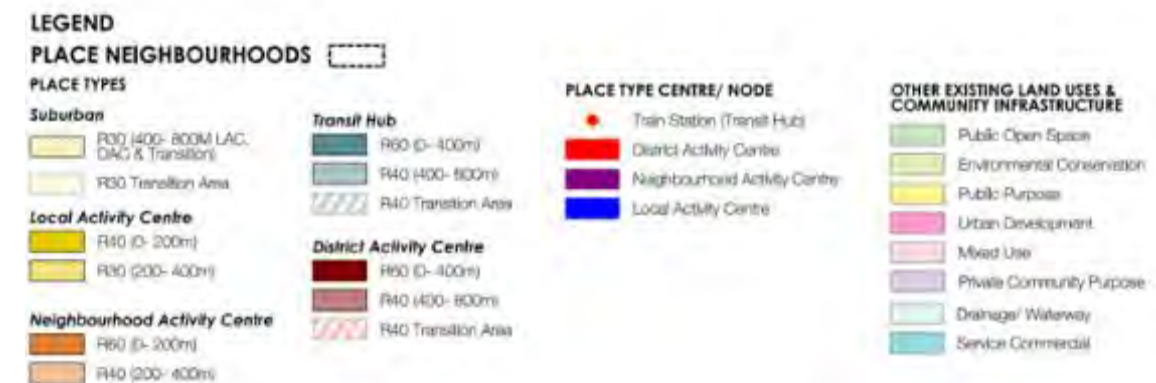 LEGEND
PLACE NEIGHBOURHOODS
PLACE TYPES
Suburban
R30 (400- 800M LAC,
DAC & Transition)
R30 Transition Area
Local Activity Centre
R40 (0- 200m)
R30 (200- 400m)
Neighbourhood Activity Centre
R60 (0- 200m)
R40 (200- 400m)
Transit Hub
R60 (0- 400m)
R40 (400- 800m)
R40 Transition Area
District Activity Centre
R60 (0- 400m)
R40 (400- 800m)
R40 Transition Area
PLACE TYPE CENTRE/ NODE
Train Station (Transit Hub)
District Activity Centre
Neighbourhood Activity Centre
Local Activity Centre
OTHER EXISTING LAND USES &
COMMUNITY INFRASTRUCTURE
Public Open Space
Environmental Conservation
Public Purpose
Urban Development
Mixed Use
Private Community Purpose
Drainage/ Waterway
Service Commercial